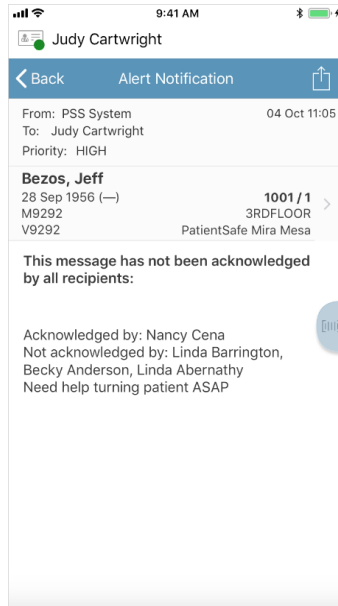 9:41 AM
Judy Cartwright
Back Alert Notification
From: PSS System 04 Oct 11:05
To: Judy Cartwright
Priority: HIGH
Bezos, Jeff
28 Sep 1956 (—) 1001 / 1
M9292 3RDFLOOR
V9292 PatientSafe Mira Mesa
This message has not been acknowledged
by all recipients:
Acknowledged by: Nancy Cena
Not acknowledged by: Linda Barrington,
Becky Anderson, Linda Abernathy
Need help turning patient ASAP